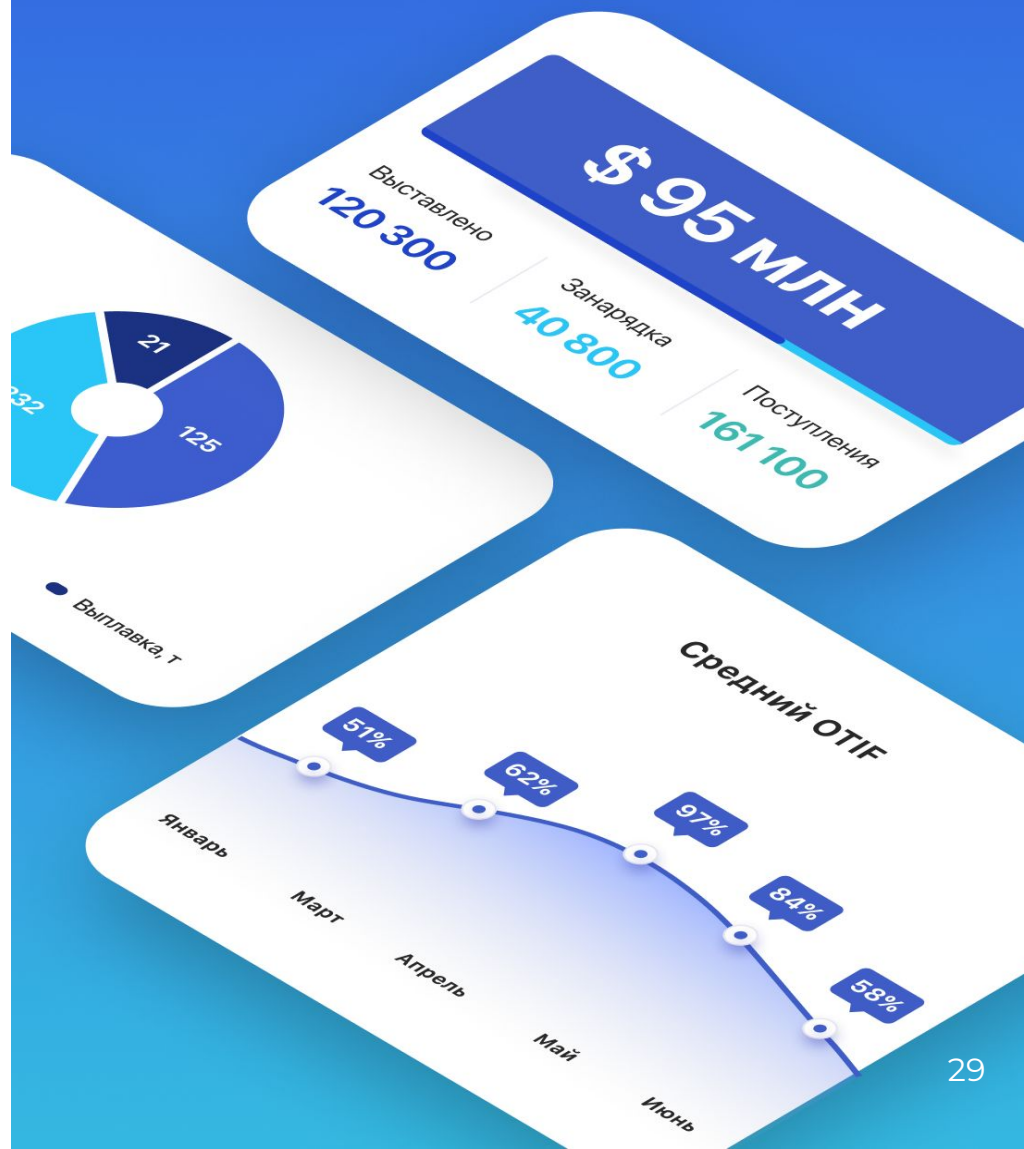 $ 95 МЛН
Выставлено
120 300
Занарядка
40 800
Поступления
161 100
21
125
Выплавка, т
Средний OTIF
51%
62%
97%
84%
58%
Январь
Март
Апрель
Май
Июнь
29